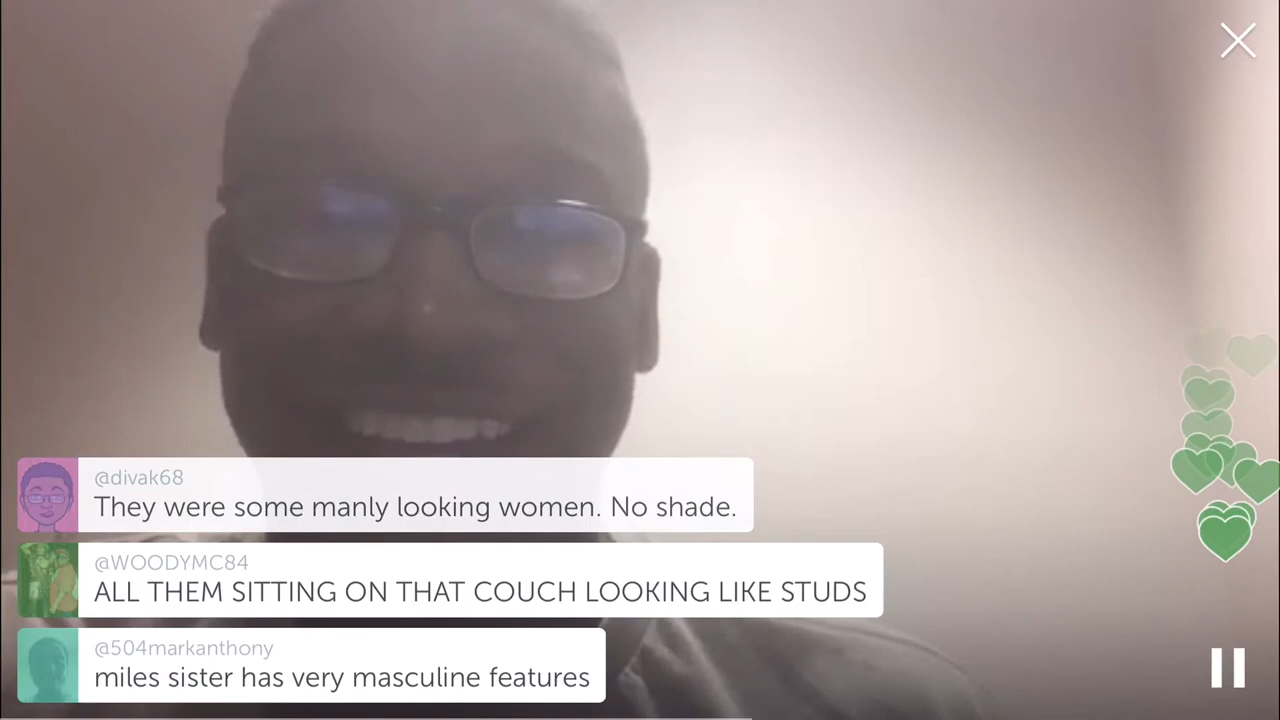 @divak68
They were some manly looking women. No shade.
@WOODYMC84
ALL THEM SITTING ON THAT COUCH LOOKING LIKE STUDS
@504markanthony
miles sister has very masculine features